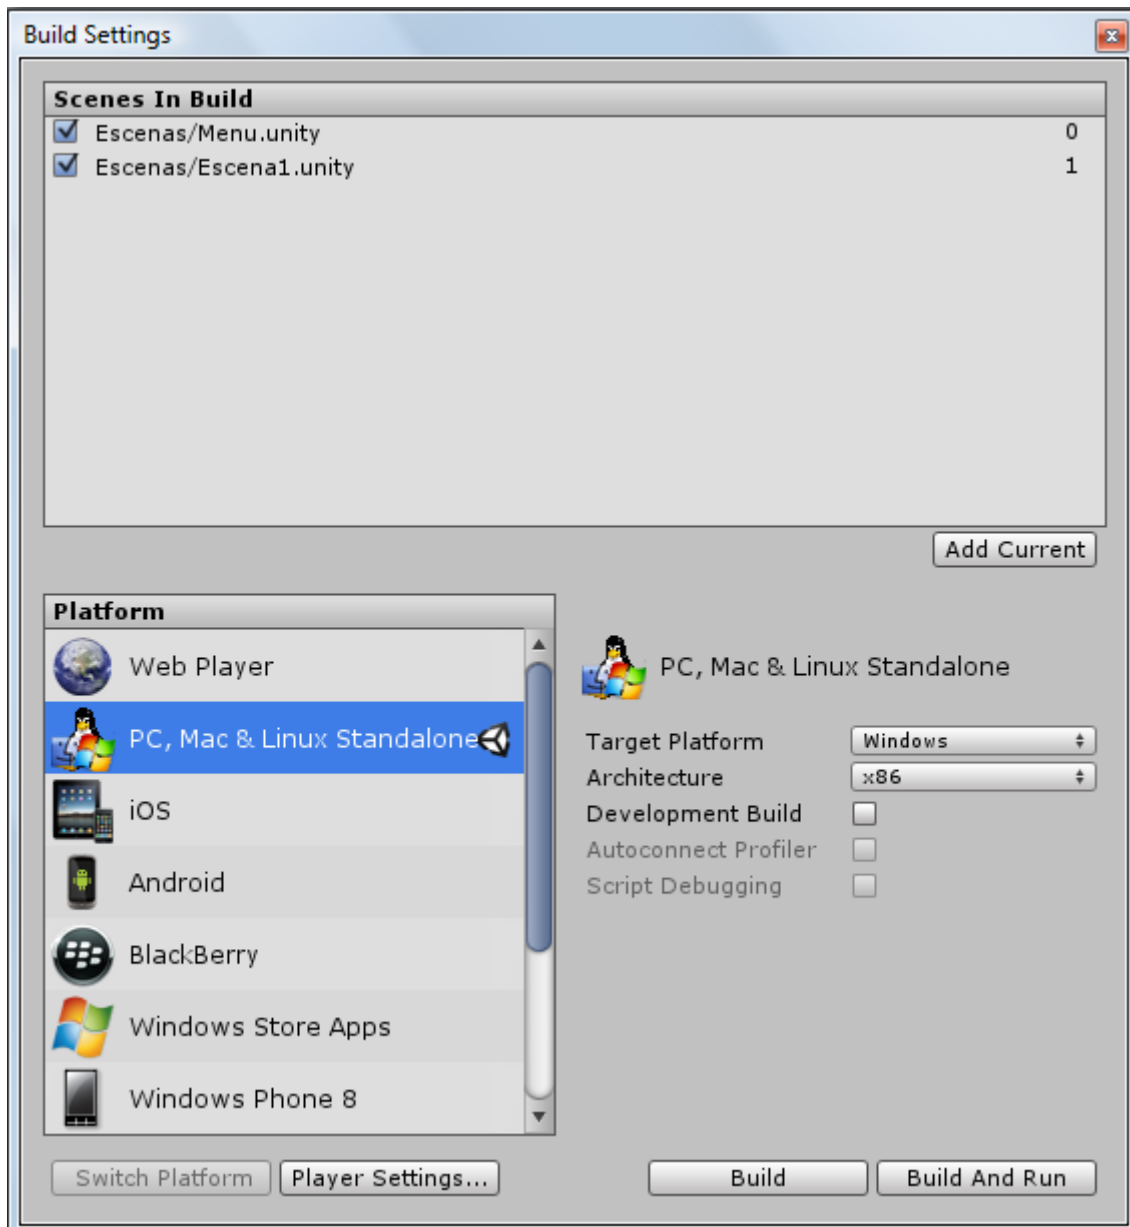 Build Settings
Scenes In Build
Escenas/Menu.unity 0
Escenas/Escena1.unity 1
Add Current
Platform
Web Player
PC, Mac & Linux Standalone
iOS
Android
BlackBerry
Windows Store Apps
Windows Phone 8
PC, Mac & Linux Standalone
Target Platform Windows
Architecture x86
Development Build
Autoconnect Profiler
Script Debugging
Switch Platform Player Settings... Build Build And Run